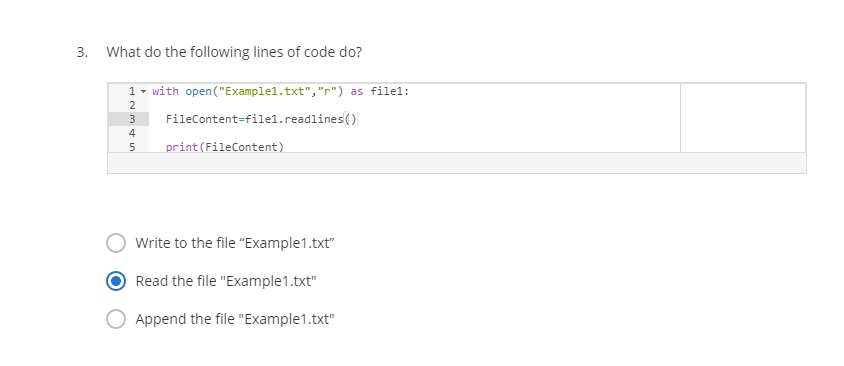 3. What do the following lines of code do?
1 with open("Example1.txt","r") as file1:
2
3 FileContent=file1.readlines()
4
5 print(FileContent)
Write to the file “Example1.txt”
Read the file "Example1.txt"
Append the file "Example1.txt"